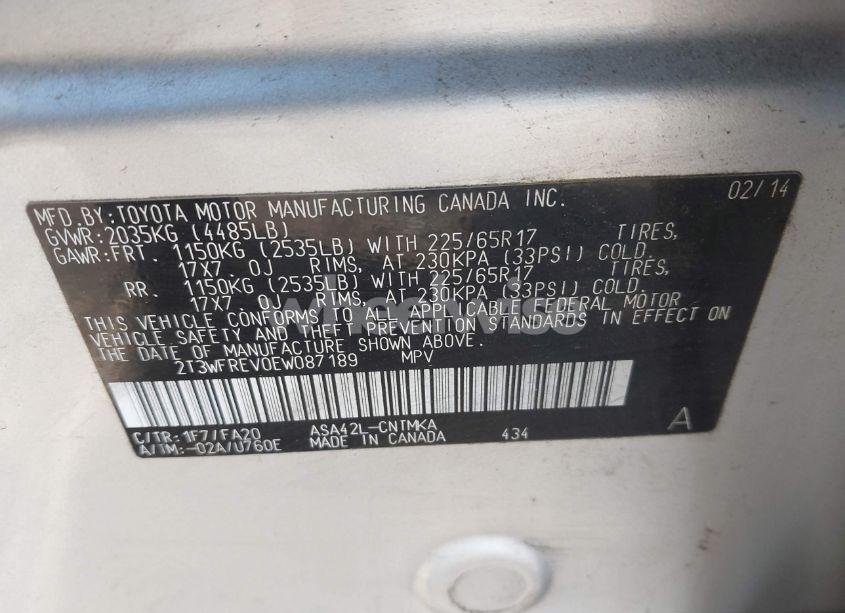 02/14
MFD.BY:TOYOTA MOTOR MANUFACTURING CANADA INC.
GVWR:2035KG (4485LB)
GAWR:FRT. 1150KG (2535LB) WITH 225/65R17 TIRES,
17X7.0J RIMS, AT 230KPA (33PSI) COLD.
RR. 1150KG (2535LB) WITH 225/65R17 TIRES,
17X7.0J RIMS, AT 230KPA (33PSI) COLD.
THIS VEHICLE CONFORMS TO ALL APPLICABLE FEDERAL MOTOR
VEHICLE SAFETY AND THEFT PREVENTION STANDARDS IN EFFECT ON
THE DATE OF MANUFACTURE SHOWN ABOVE.
2T3WFREV0EW087189 MPV
C/TR:1F7/FA20 ASA42L-CNTMKA
A/TM:-02A/U760E MADE IN CANADA 434 A